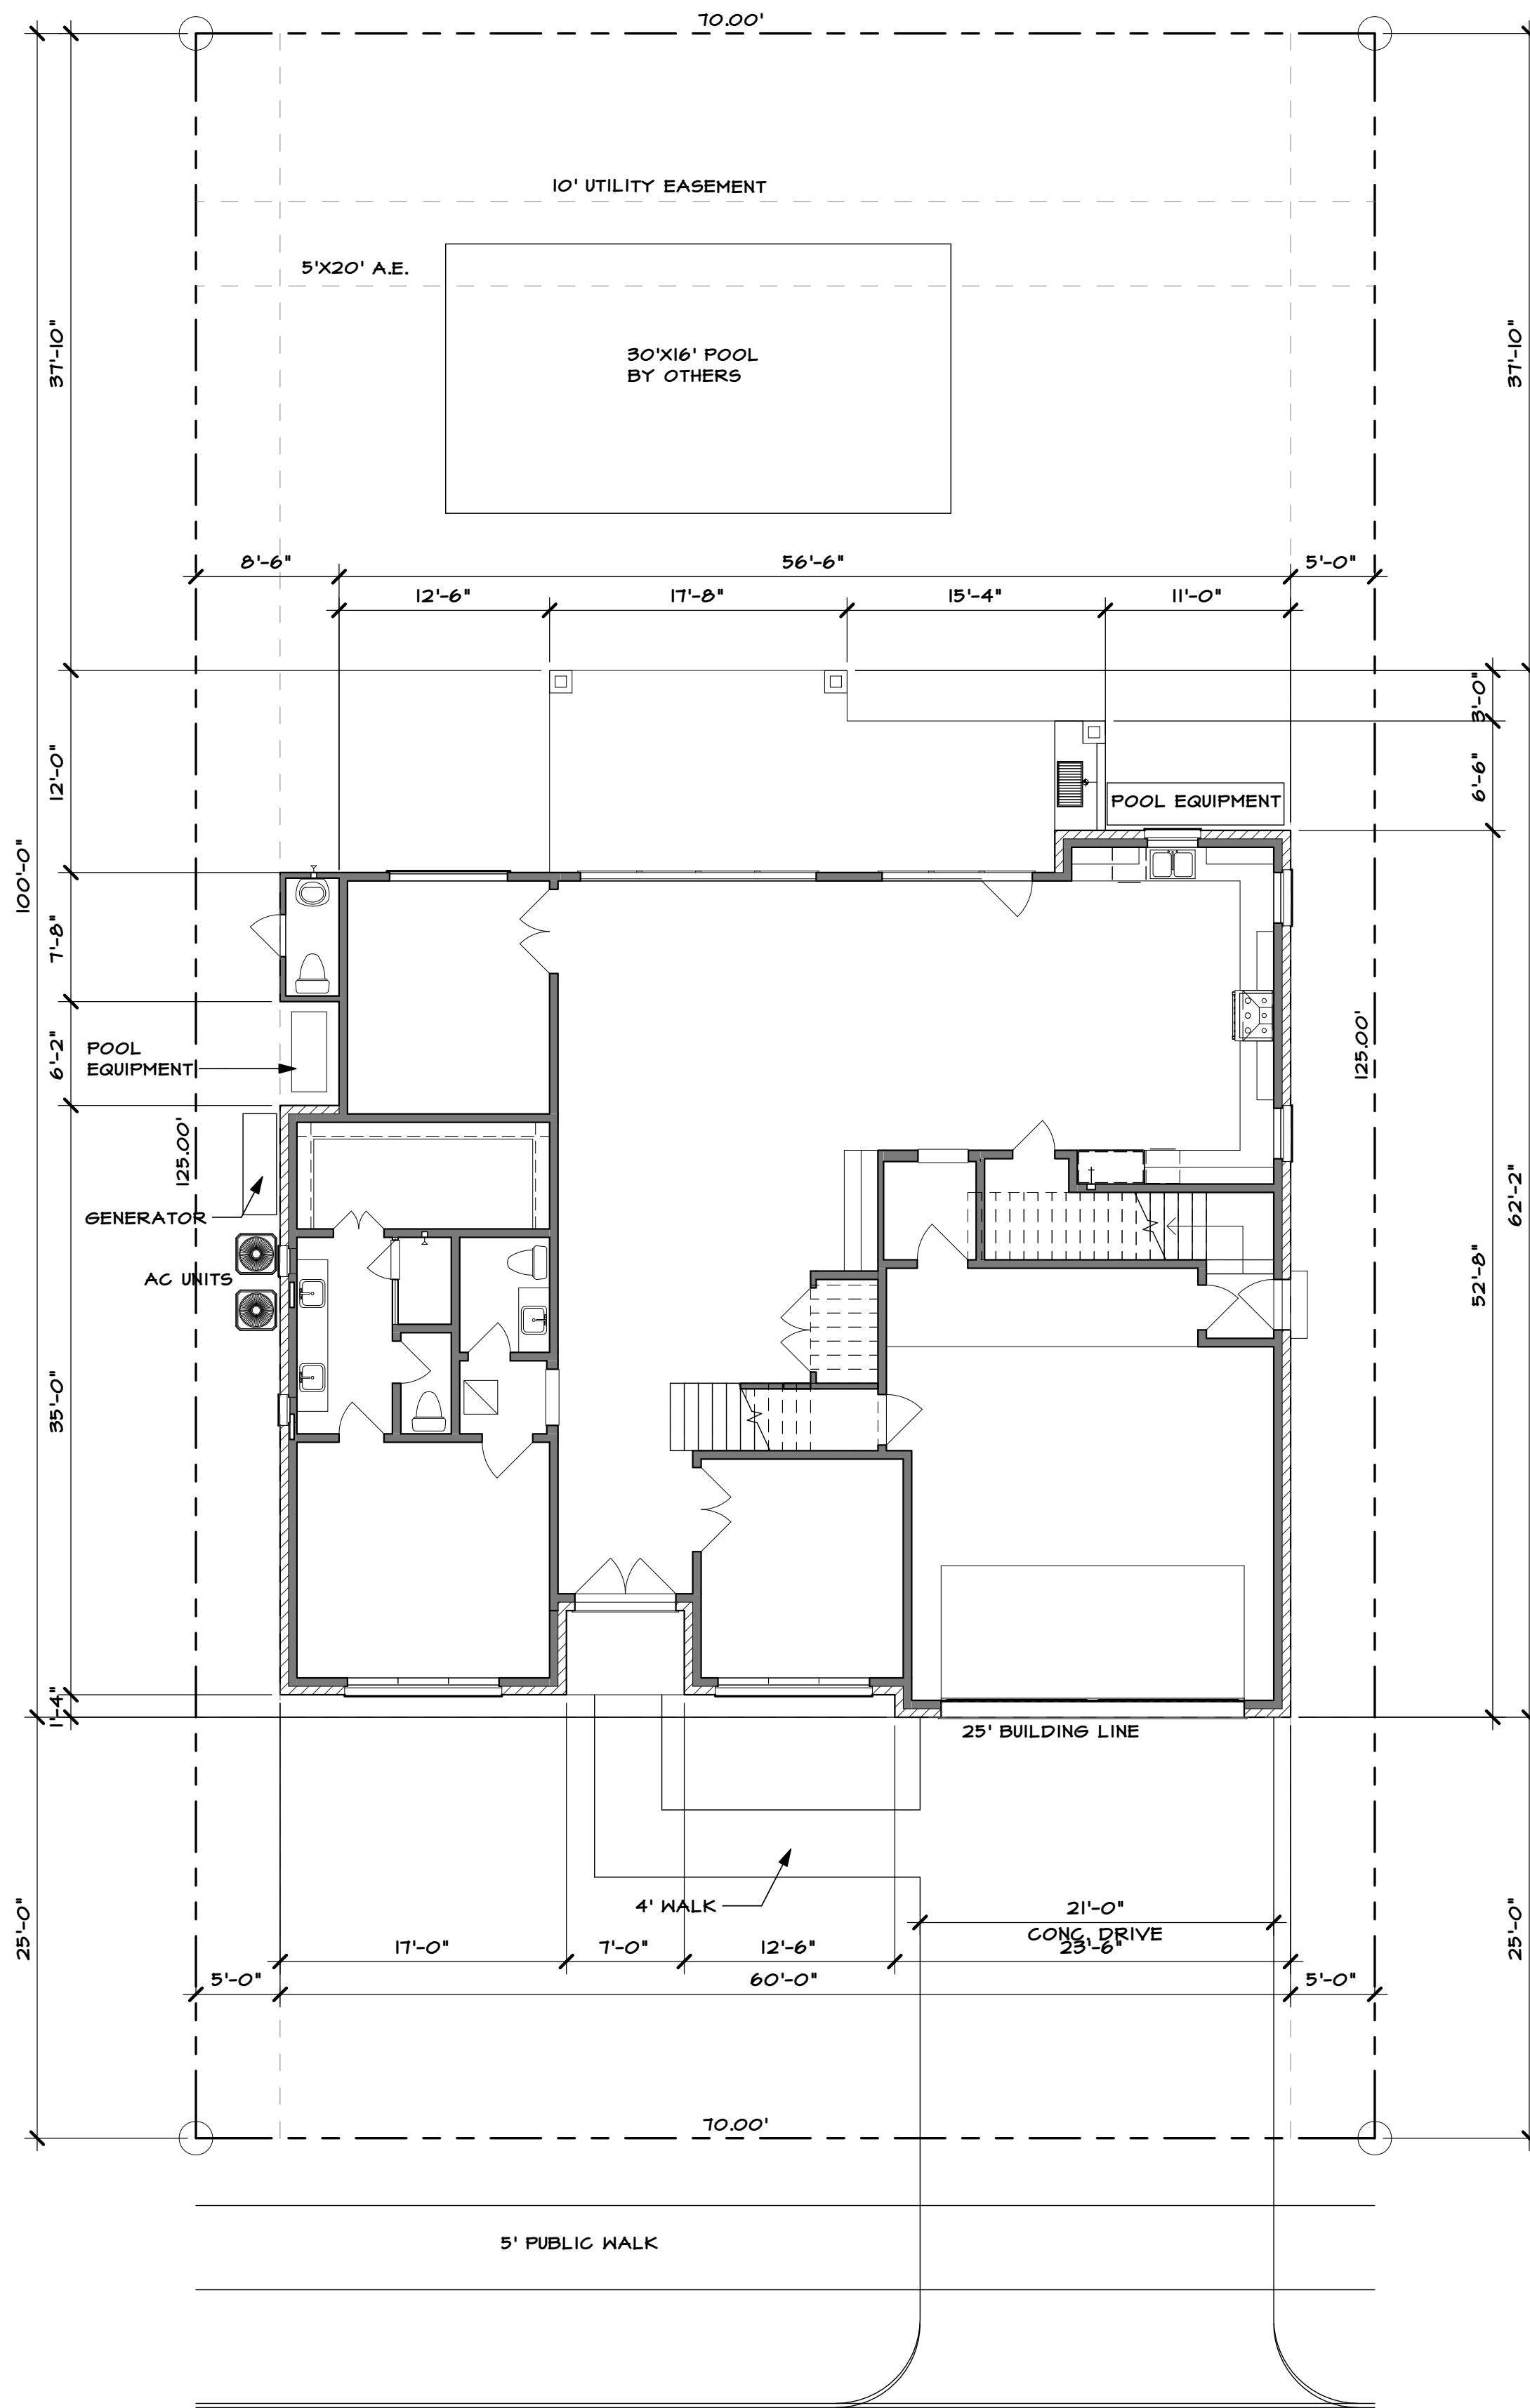 70.00'
10' UTILITY EASEMENT
5'X20' A.E.
37'-10"
37'-10"
30'X16' POOL
BY OTHERS
8'-6"
56'-6"
5'-0"
12'-6"
17'-8"
15'-4"
11'-0"
3'-0"
12'-0"
6'-6"
POOL EQUIPMENT
100'-0"
7'-8"
6'-2"
POOL
EQUIPMENT
125.00'
125.00'
GENERATOR
62'-2"
AC UNITS
52'-8"
35'-0"
1'-4"
25' BUILDING LINE
4' WALK
21'-0"
CONC. DRIVE
25'-0"
25'-0"
17'-0"
7'-0"
12'-6"
23'-6"
5'-0"
60'-0"
5'-0"
70.00'
5' PUBLIC WALK